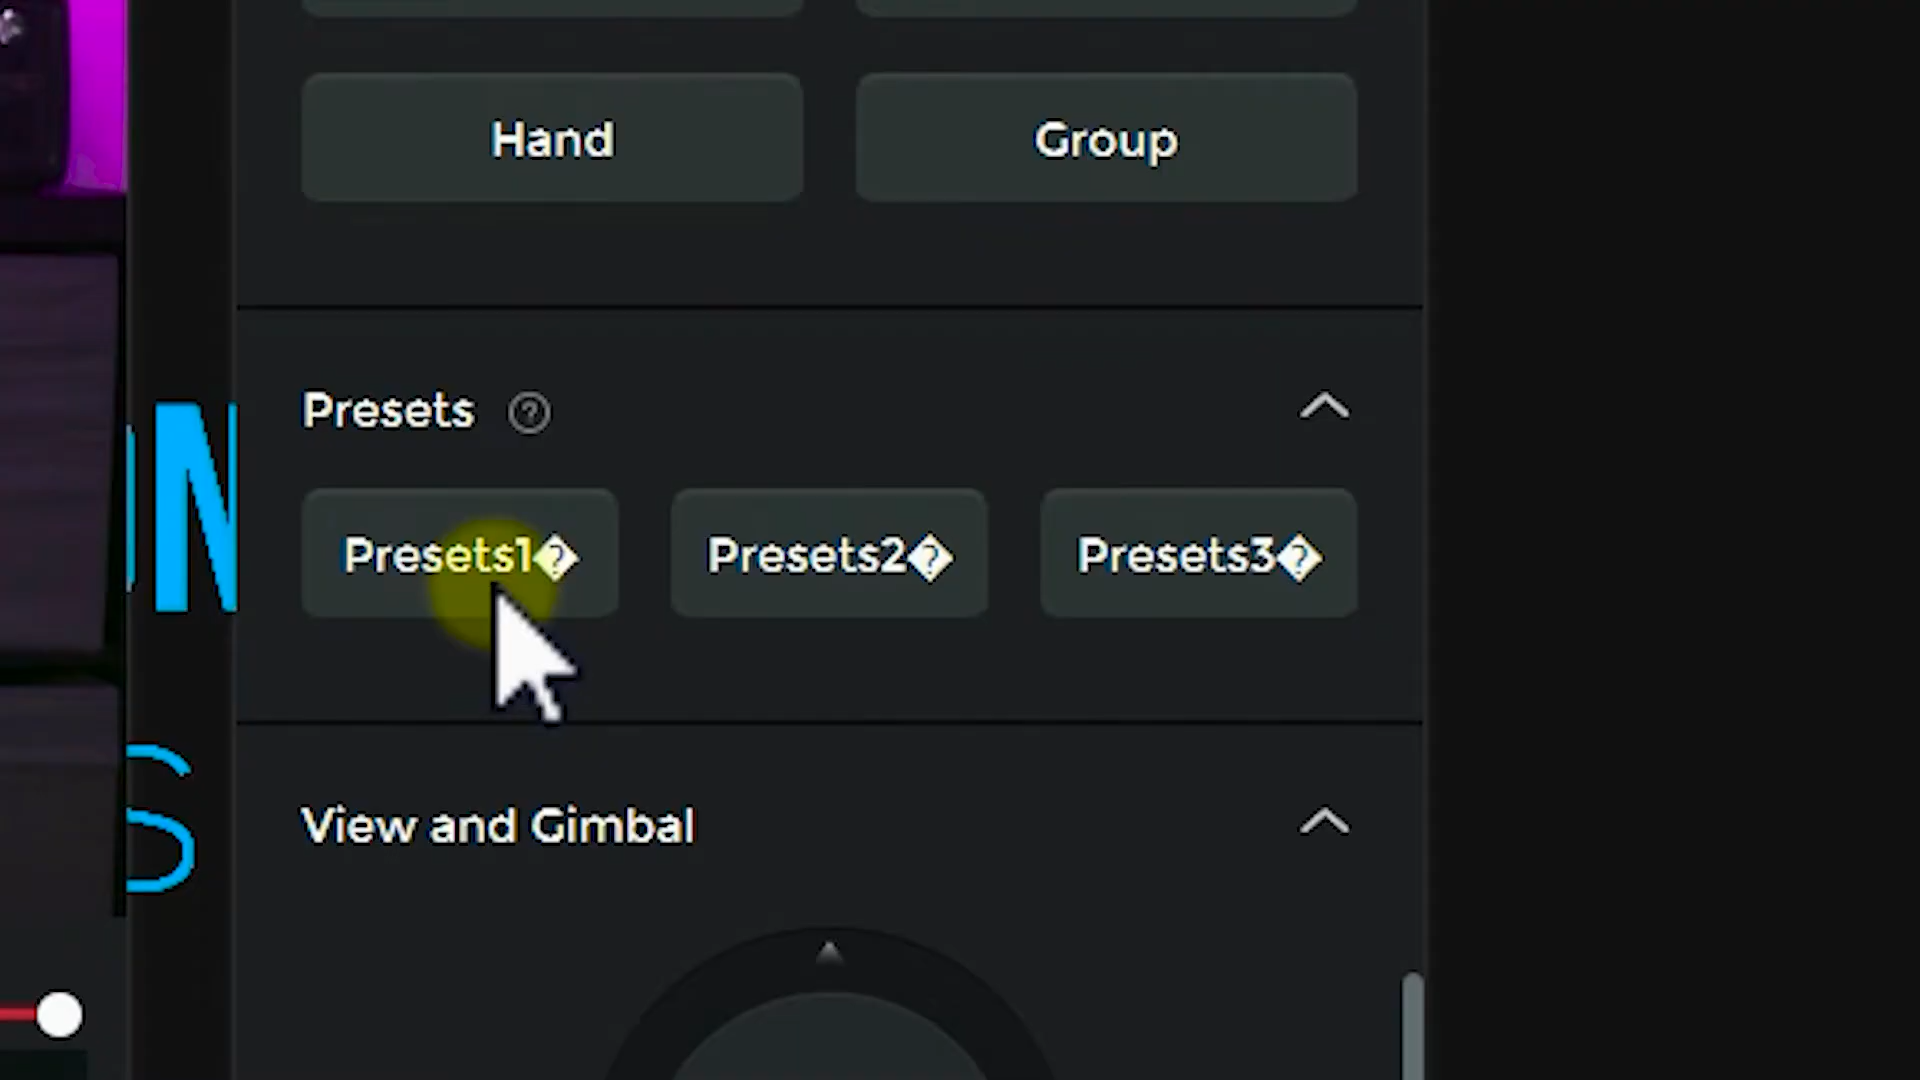 Hand
Group
Presets
Presets1�
Presets2�
Presets3�
View and Gimbal